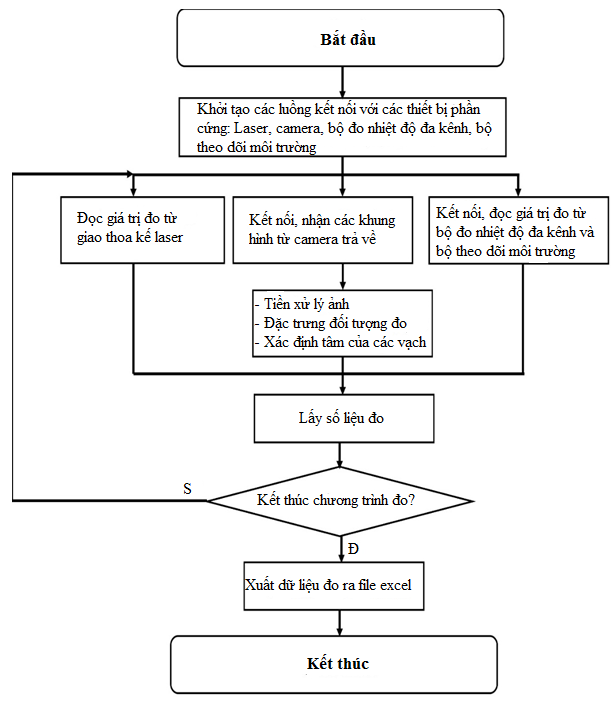 Bắt đầu
Khởi tạo các luồng kết nối với các thiết bị phần
cứng: Laser, camera, bộ đo nhiệt độ đa kênh, bộ
theo dõi môi trường
Đọc giá trị đo từ
giao thoa kế laser
Kết nối, nhận các khung
hình từ camera trả về
Kết nối, đọc giá trị đo từ
bộ đo nhiệt độ đa kênh và
bộ theo dõi môi trường
- Tiền xử lý ảnh
- Đặc trưng đối tượng đo
- Xác định tâm của các vạch
Lấy số liệu đo
S
Kết thúc chương trình đo?
Đ
Xuất dữ liệu đo ra file excel
Kết thúc